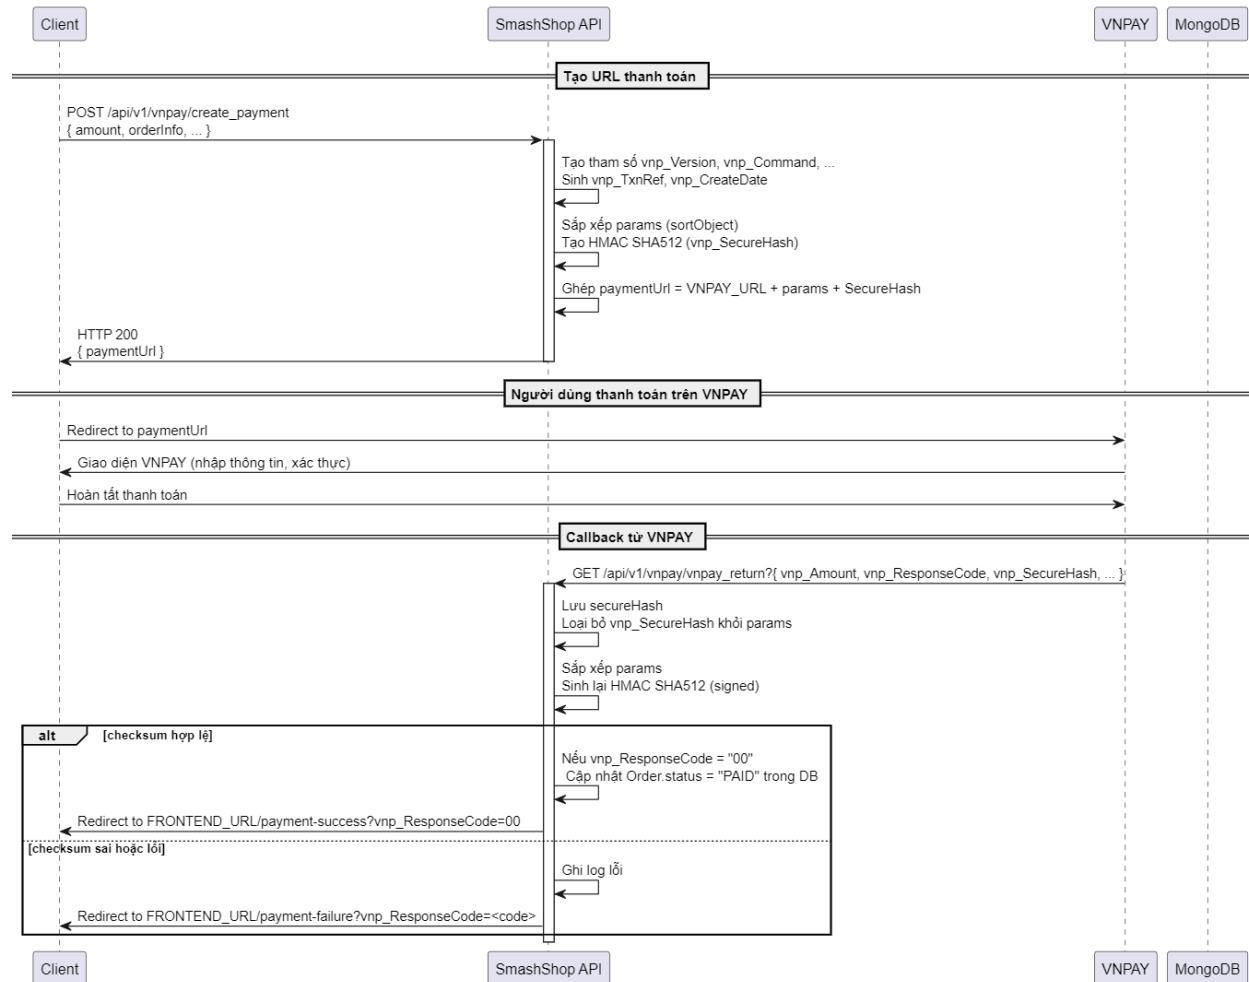 Client
SmashShop API
VNPAY
MongoDB
Tạo URL thanh toán
POST /api/v1/vnpay/create_payment
{ amount, orderInfo, ... }
Tạo tham số vnp_Version, vnp_Command, ...
Sinh vnp_TxnRef, vnp_CreateDate
Sắp xếp params (sortObject)
Tạo HMAC SHA512 (vnp_SecureHash)
Ghép paymentUrl = VNPAY_URL + params + SecureHash
HTTP 200
{ paymentUrl }
Người dùng thanh toán trên VNPAY
Redirect to paymentUrl
Giao diện VNPAY (nhập thông tin, xác thực)
Hoàn tất thanh toán
Callback từ VNPAY
GET /api/v1/vnpay/vnpay_return?{ vnp_Amount, vnp_ResponseCode, vnp_SecureHash, ... }
Lưu secureHash
Loại bỏ vnp_SecureHash khỏi params
Sắp xếp params
Sinh lại HMAC SHA512 (signed)
alt
[checksum hợp lệ]
Nếu vnp_ResponseCode = "00"
Cập nhật Order.status = "PAID" trong DB
Redirect to FRONTEND_URL/payment-success?vnp_ResponseCode=00
[checksum sai hoặc lỗi]
Ghi log lỗi
Redirect to FRONTEND_URL/payment-failure?vnp_ResponseCode=<code>
Client
SmashShop API
VNPAY
MongoDB